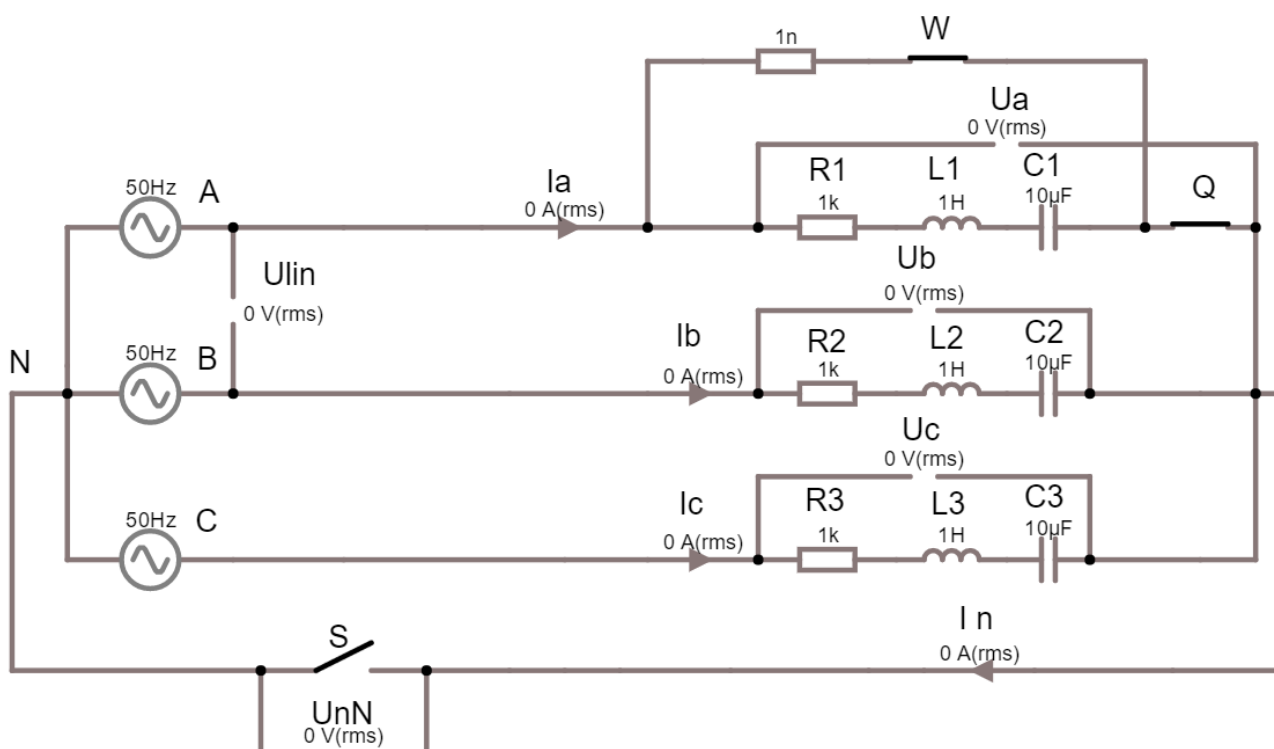 W
1n
Ua
0 V(rms)
50Hz
A
Ia
0 A(rms)
R1
1k
L1
1H
C1
10µF
Q
Ulin
0 V(rms)
Ub
0 V(rms)
N
50Hz
B
Ib
0 A(rms)
R2
1k
L2
1H
C2
10µF
Uc
0 V(rms)
50Hz
C
Ic
0 A(rms)
R3
1k
L3
1H
C3
10µF
I n
0 A(rms)
S
UnN
0 V(rms)